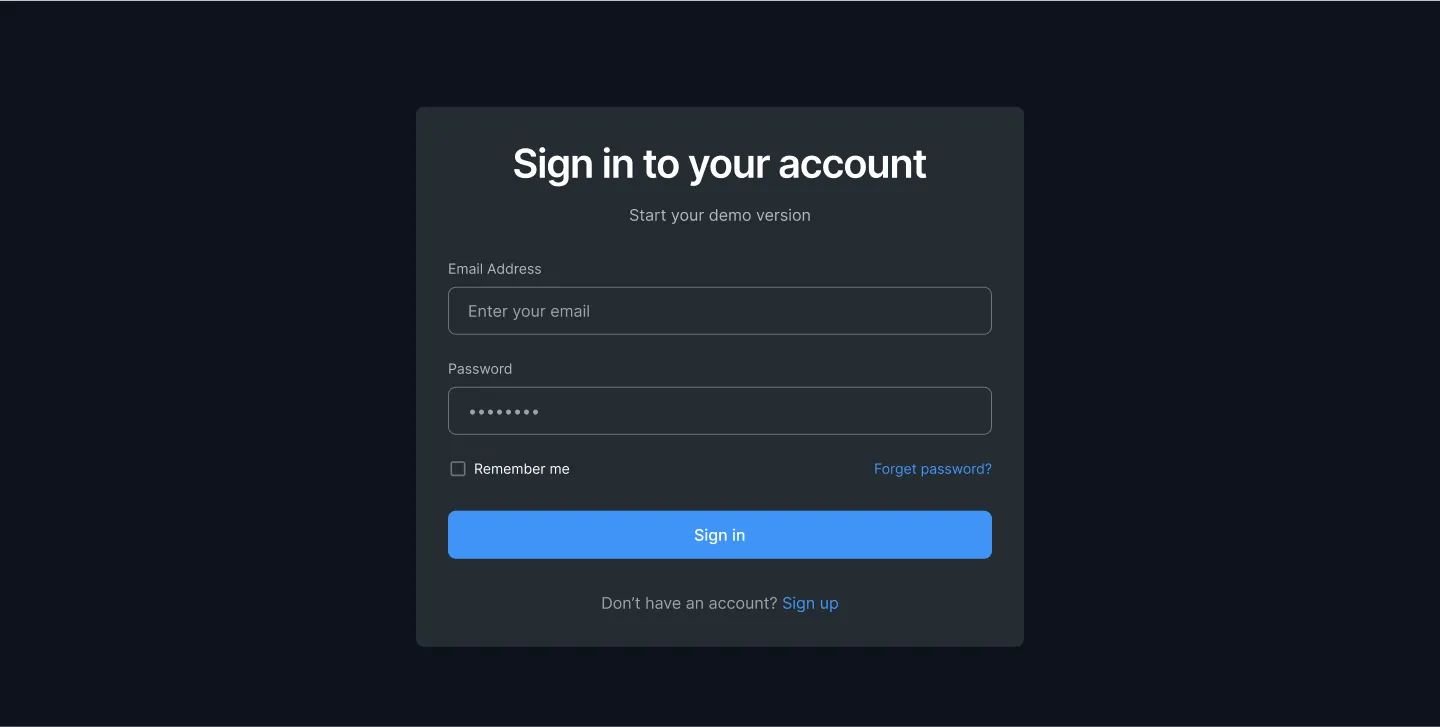 Sign in to your account
Start your demo version
Email Address
Enter your email
Password
••••••••
Remember me
Forget password?
Sign in
Don’t have an account? Sign up